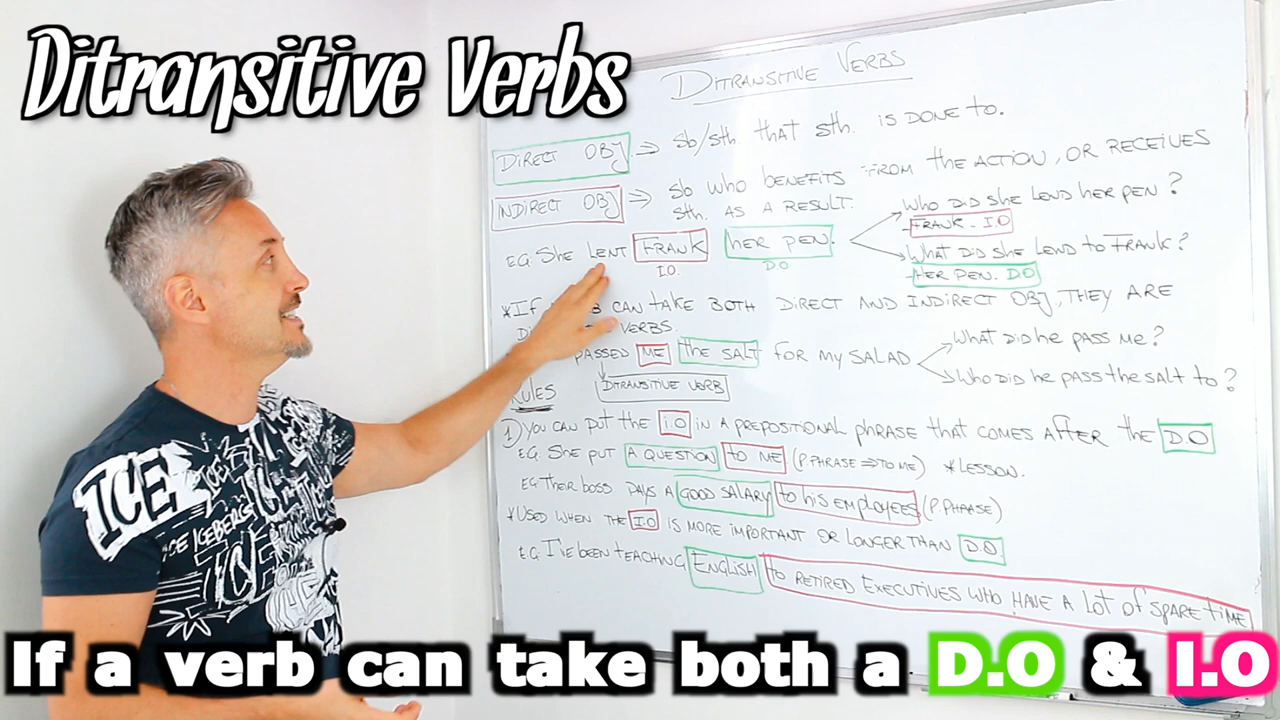 Ditransitive Verbs
DITRANSITIVE VERBS
DIRECT OBJ => sb/sth. THAT sth. IS DONE TO.
INDIRECT OBJ => sb WHO BENEFITS FROM the ACTION, OR RECEIVES
sth. AS A RESULT.
E.G. SHE LENT FRANK her PEN.
I.O. D.O
WHO DID SHE LEND HER PEN?
- FRANK - I.O
WHAT DID SHE LEND TO FRANK?
- HER PEN. DO
*IF CAN TAKE BOTH DIRECT AND INDIRECT OBJ, THEY ARE
VERBS.
PASSED ME the SALT FOR MY SALAD
WHAT DID he PASS ME?
WHO DID he PASS the SALT TO?
DITRANSITIVE VERB
RULES
1) YOU CAN PUT THE I.O IN A PREPOSITIONAL PHRASE THAT COMES AFTER THE D.O
E.G. SHE PUT A QUESTION TO ME (P.PHRASE => TO ME) *LESSON.
E.G. THEIR BOSS PAYS A GOOD SALARY to his EMPLOYEES (P.PHRASE)
*USED WHEN THE I.O IS MORE IMPORTANT OR LONGER THAN D.O
E.G. I'VE BEEN TEACHING ENGLISH to RETIRED EXECUTIVES WHO HAVE A LOT OF SPARE TIME
ICE
ICE ICEBERG
If a verb can take both a D.O & I.O